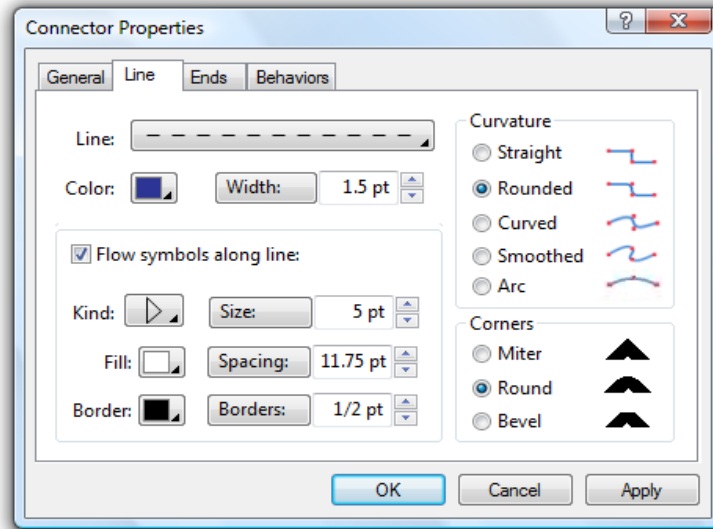 Connector Properties
?
X
General Line Ends Behaviors
Line:
Color: Width: 1.5 pt
Flow symbols along line:
Kind: Size: 5 pt
Fill: Spacing: 11.75 pt
Border: Borders: 1/2 pt
Curvature
Straight
Rounded
Curved
Smoothed
Arc
Corners
Miter
Round
Bevel
OK Cancel Apply